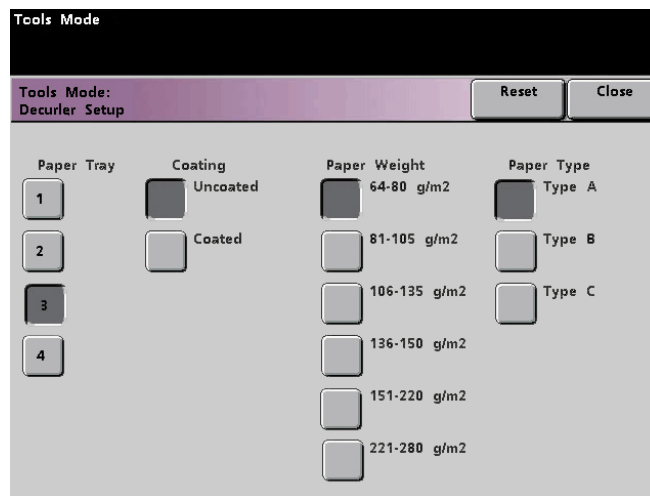 Tools Mode
Tools Mode:
Decurler Setup
Reset
Close
Paper Tray
1
2
3
4
Coating
Uncoated
Coated
Paper Weight
64-80 g/m2
81-105 g/m2
106-135 g/m2
136-150 g/m2
151-220 g/m2
221-280 g/m2
Paper Type
Type A
Type B
Type C